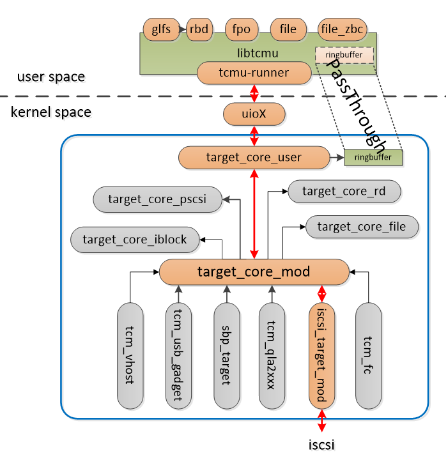 glfs
rbd
fpo
file
file_zbc
libtcmu
ringbuffer
tcmu-runner
user space
PassThrough
kernel space
uioX
target_core_user
ringbuffer
target_core_pscsi
target_core_rd
target_core_iblock
target_core_file
target_core_mod
tcm_vhost
tcm_usb_gadget
sbp_target
tcm_qla2xxx
iscsi_target_mod
tcm_fc
iscsi